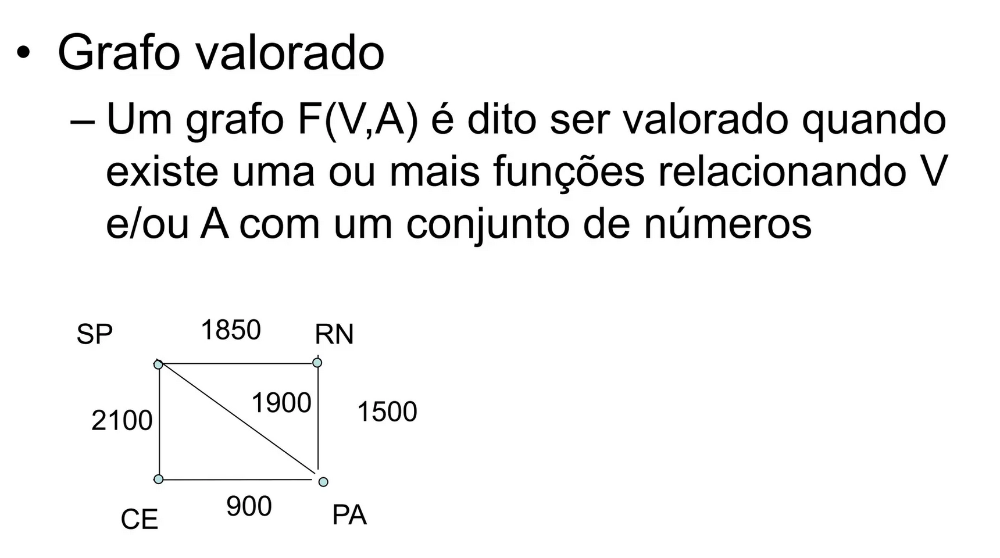 • Grafo valorado
– Um grafo F(V,A) é dito ser valorado quando
existe uma ou mais funções relacionando V
e/ou A com um conjunto de números
SP 1850 RN
1900 1500
2100
900
CE PA